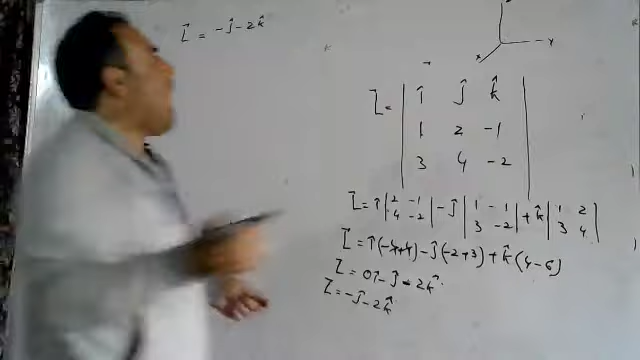 L⃗ = -ĵ-2k̂
x y
L⃗ = | î ĵ k̂ |
| 1 2 -1 |
| 3 4 -2 |
L⃗ = î | 2 -1 | -ĵ | 1 -1 | + k̂ | 1 2 |
| 4 -2 | | 3 -2 | | 3 4 |
L⃗ = î(-4+4)-ĵ(-2+3)+k̂(4-6)
L⃗ = 0î-ĵ-2k̂
L⃗ = -ĵ-2k̂